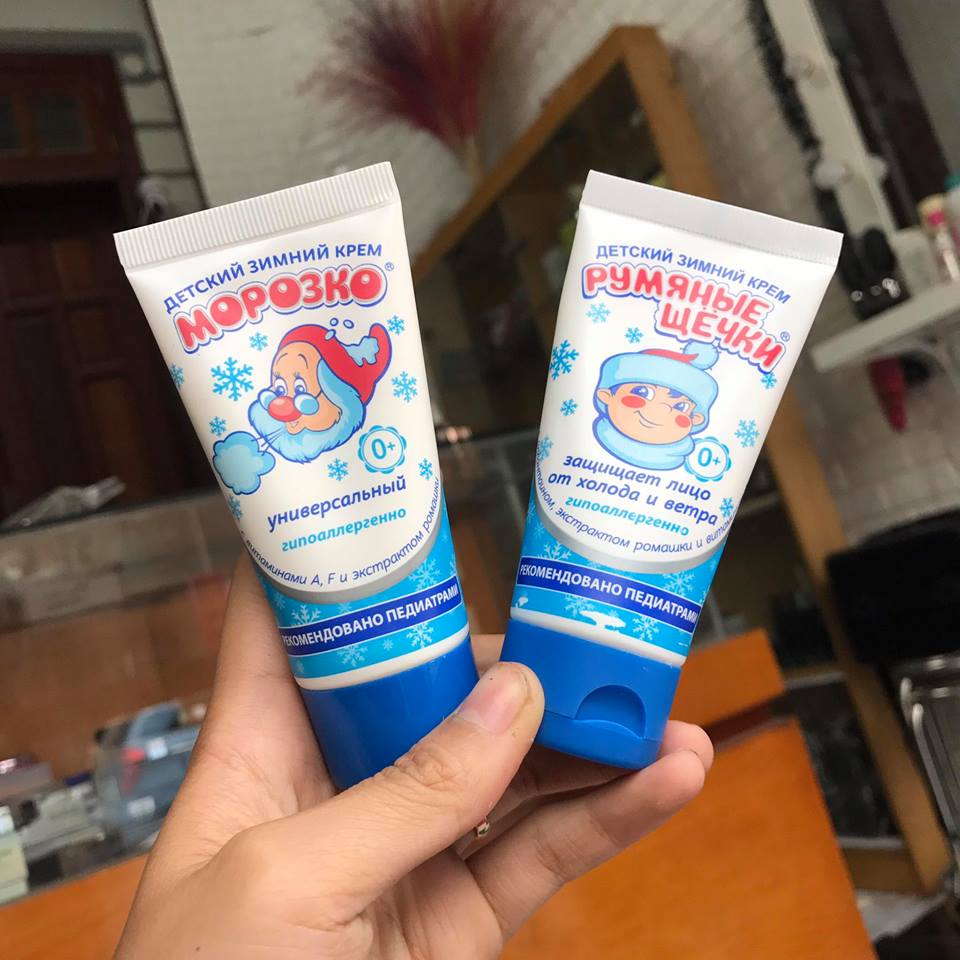 ДЕТСКИЙ ЗИМНИЙ КРЕМ
МОРОЗКО®
0+
универсальный
гипоаллергенно
витаминами A, F и экстрактом ромашки
РЕКОМЕНДОВАНО ПЕДИАТРАМИ
ДЕТСКИЙ ЗИМНИЙ КРЕМ
РУМЯНЫЕ
ЩЕЧКИ®
0+
защищает лицо
от холода и ветра
гипоаллергенно
экстрактом ромашки и
РЕКОМЕНДОВАНО ПЕДИАТРАМИ